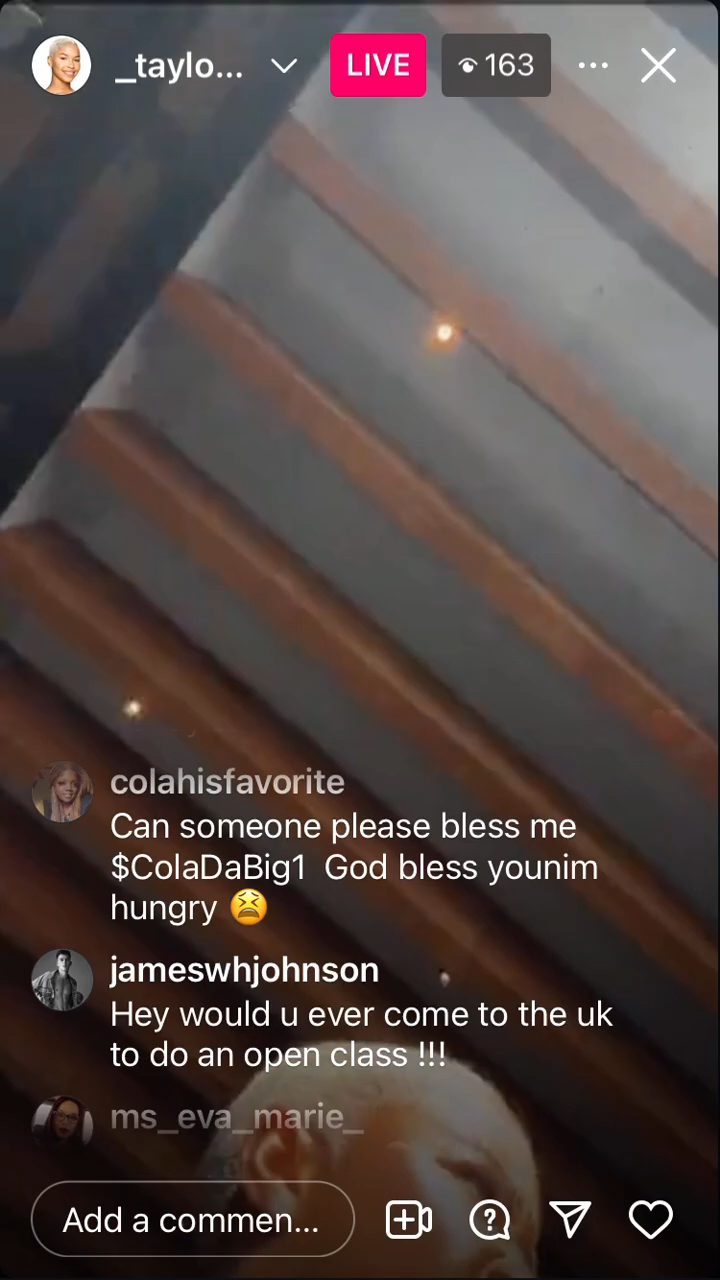 _taylo...
LIVE
163
colahisfavorite
Can someone please bless me
$ColaDaBig1 God bless younim
hungry 😫
jameswhjohnson
Hey would u ever come to the uk
to do an open class !!!
ms_eva_marie_
Add a commen...